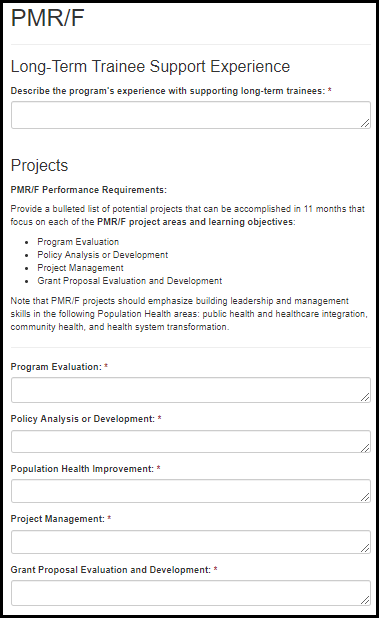 PMR/F
Long-Term Trainee Support Experience
Describe the program's experience with supporting long-term trainees: *
Projects
PMR/F Performance Requirements:
Provide a bulleted list of potential projects that can be accomplished in 11 months that
focus on each of the PMR/F project areas and learning objectives:
• Program Evaluation
• Policy Analysis or Development
• Project Management
• Grant Proposal Evaluation and Development
Note that PMR/F projects should emphasize building leadership and management
skills in the following Population Health areas: public health and healthcare integration,
community health, and health system transformation.
Program Evaluation: *
Policy Analysis or Development: *
Population Health Improvement: *
Project Management: *
Grant Proposal Evaluation and Development: *